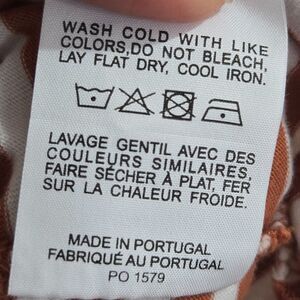 WASH COLD WITH LIKE
COLORS,DO NOT BLEACH,
LAY FLAT DRY, COOL IRON.
LAVAGE GENTIL AVEC DES
COULEURS SIMILAIRES,
FAIRE SÉCHER À PLAT, FER
SUR LA CHALEUR FROIDE.
MADE IN PORTUGAL
FABRIQUÉ AU PORTUGAL
PO 1579